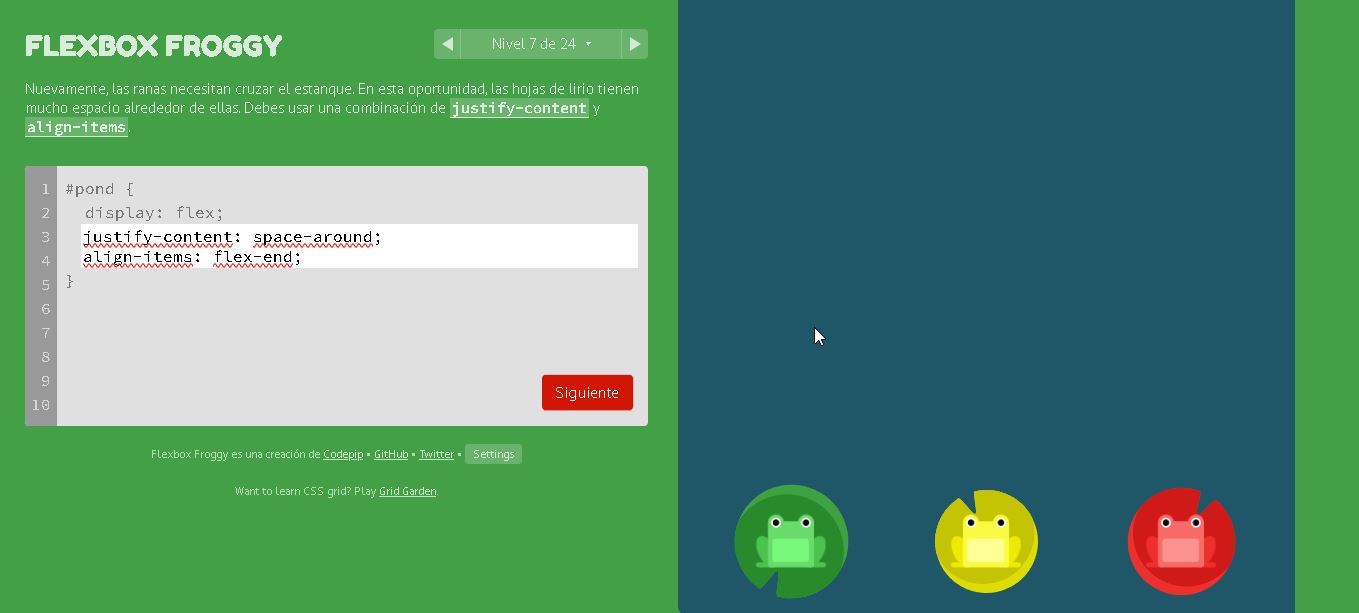 FLEXBOX FROGGY
Nivel 7 de 24
Nuevamente, las ranas necesitan cruzar el estanque. En esta oportunidad, las hojas de lirio tienen
mucho espacio alrededor de ellas. Debes usar una combinación de justify-content y
align-items.
1 #pond {
2 display: flex;
3 justify-content: space-around;
4 align-items: flex-end;
5 }
6
7
8
9
10
Siguiente
Flexbox Froggy es una creación de Codepip • GitHub • Twitter • Settings
Want to learn CSS grid? Play Grid Garden.